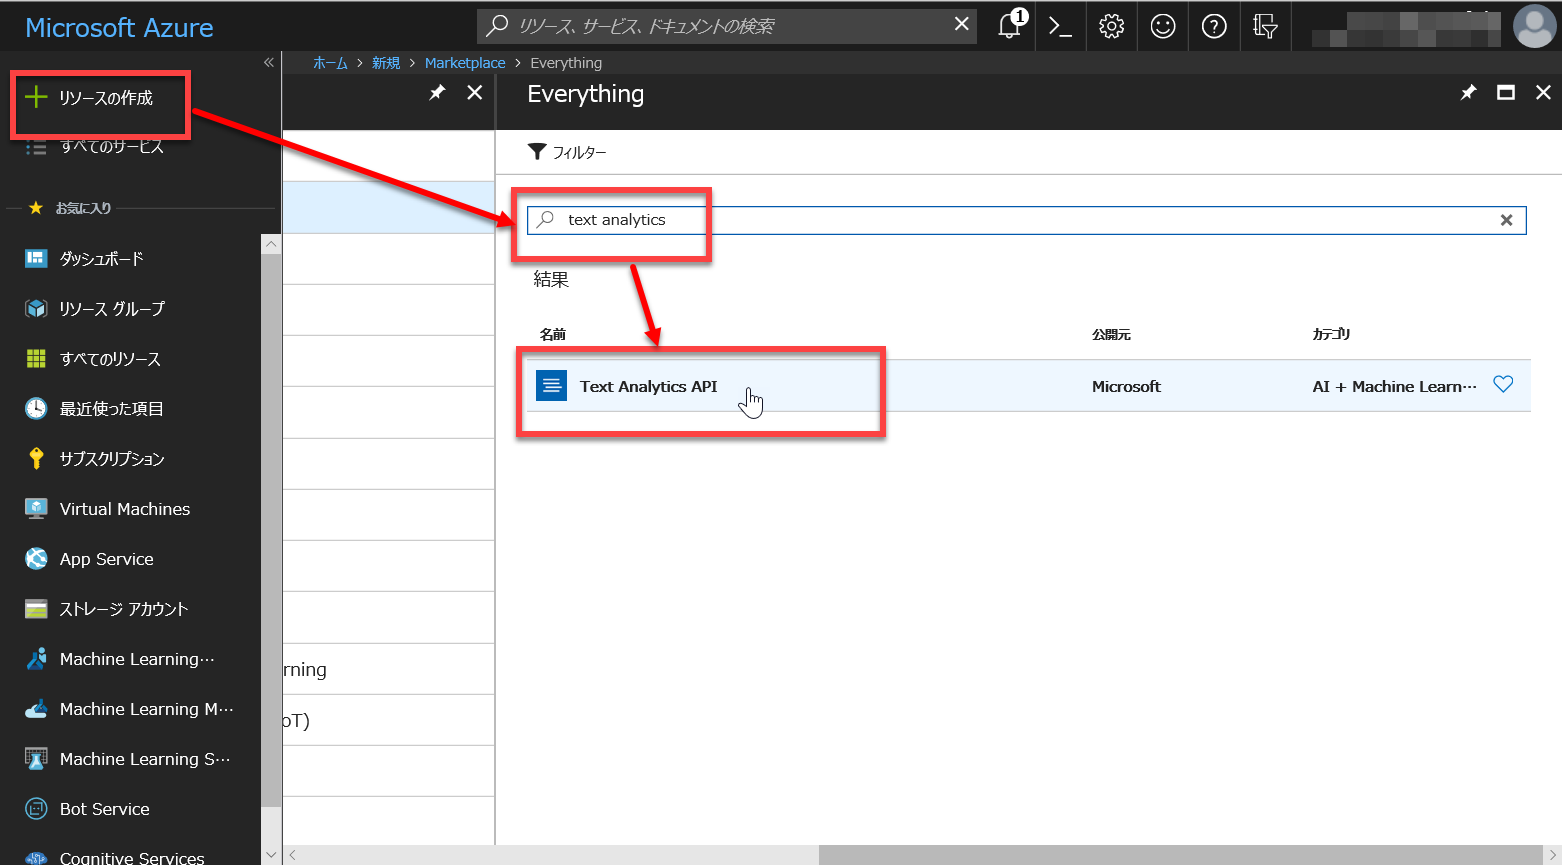 Microsoft Azure
リソース、サービス、ドキュメントの検索
1
ホーム > 新規 > Marketplace > Everything
リソースの作成
すべてのサービス
お気に入り
ダッシュボード
リソース グループ
すべてのリソース
最近使った項目
サブスクリプション
Virtual Machines
App Service
ストレージ アカウント
Machine Learning…
Machine Learning M…
Machine Learning S…
Bot Service
Cognitive Services
rning
oT)
Everything
フィルター
text analytics
結果
名前 公開元 カテゴリ
Text Analytics API Microsoft AI + Machine Learn…